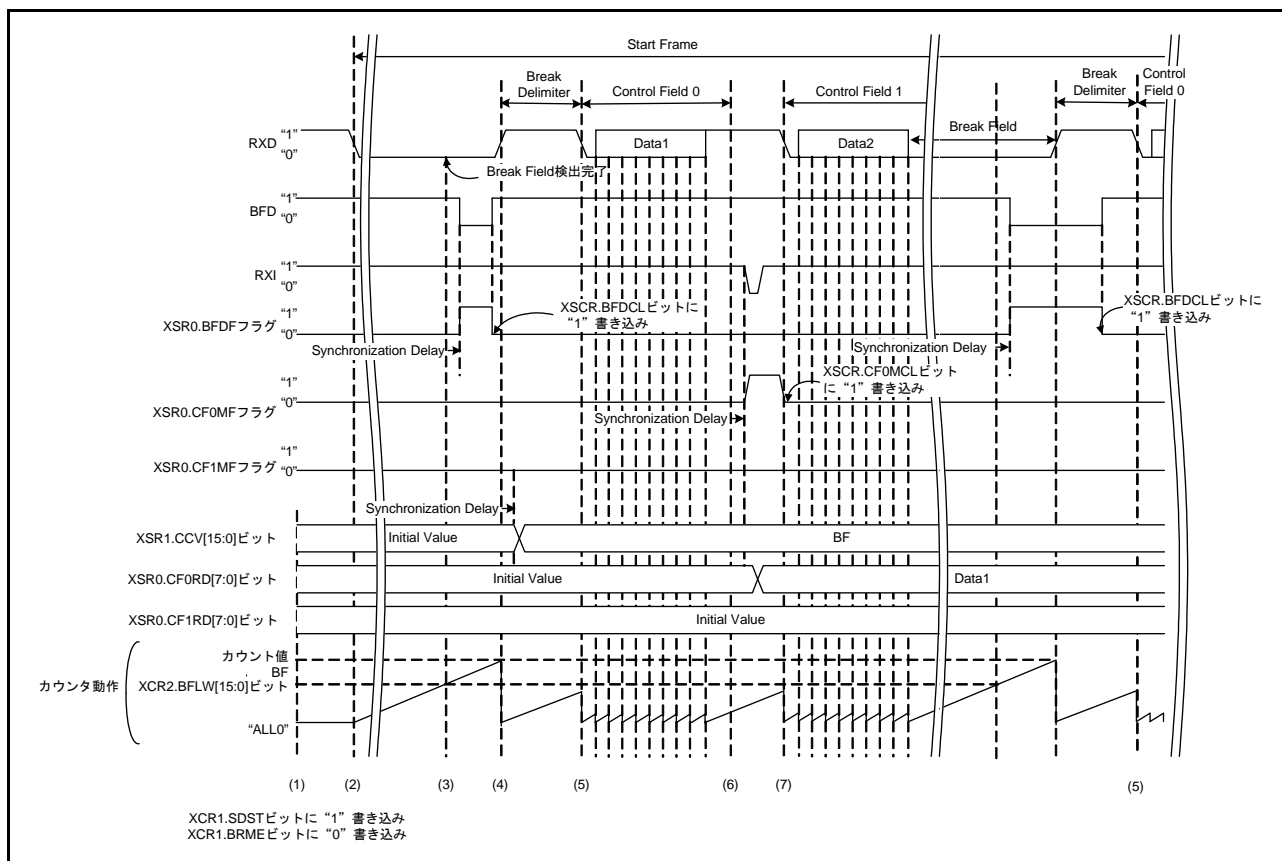 Start Frame
Break
Delimiter
Control Field 0
Control Field 1
Break
Delimiter
Control
Field 0
Break Field
RXD
“1”
“0”
Data1
Data2
Break Field検出完了
BFD
“1”
“0”
RXI
“1”
“0”
XSR0.BFDFフラグ
“1”
“0”
XSCR.BFDCLビットに
“1”書き込み
XSCR.BFDCLビットに
“1”書き込み
Synchronization Delay
Synchronization Delay
XSCR.CF0MCLビット
に“1”書き込み
XSR0.CF0MFフラグ
“1”
“0”
Synchronization Delay
XSR0.CF1MFフラグ
“1”
“0”
Synchronization Delay
XSR1.CCV[15:0]ビット
Initial Value
BF
XSR0.CF0RD[7:0]ビット
Initial Value
Data1
XSR0.CF1RD[7:0]ビット
Initial Value
カウンタ動作
カウント値
BF
XCR2.BFLW[15:0]ビット
“ALL0”
(1) (2) (3) (4) (5) (6) (7) (5)
XCR1.SDSTビットに“1”書き込み
XCR1.BRMEビットに“0”書き込み